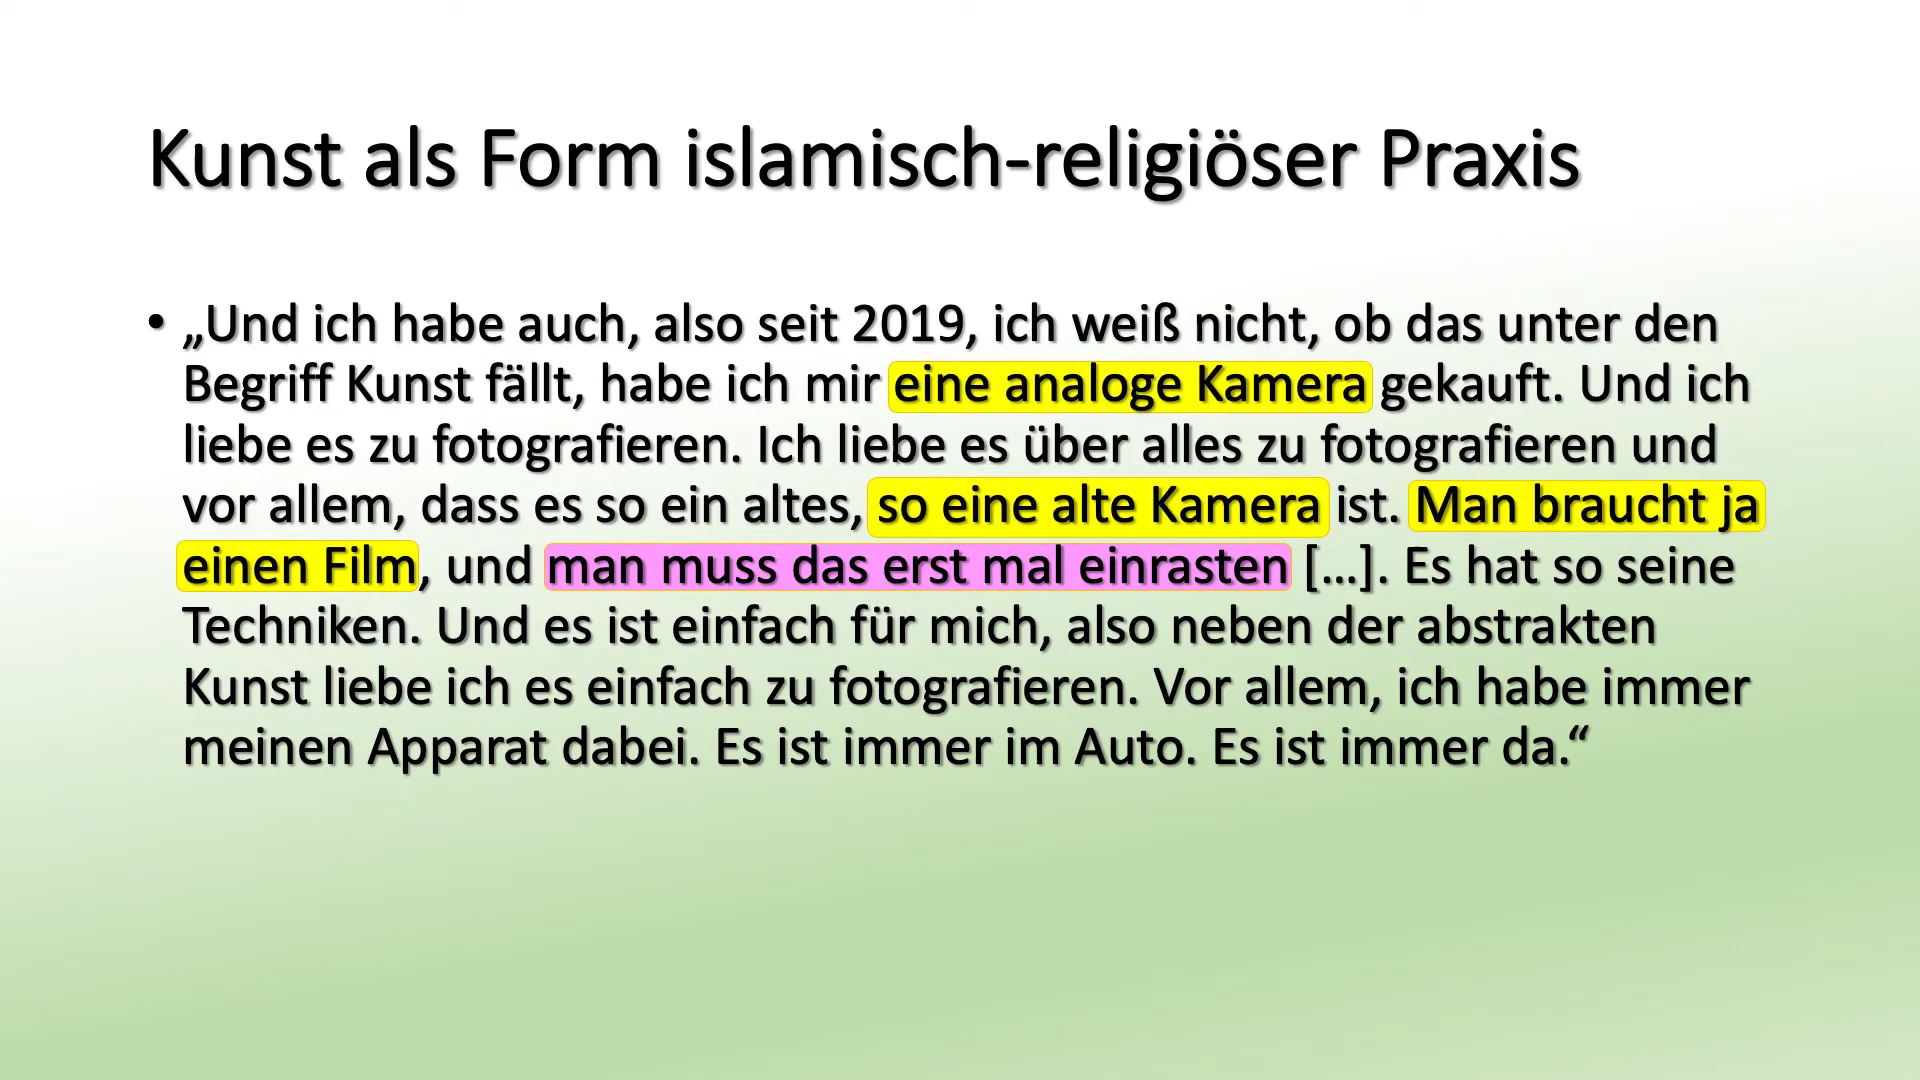 Kunst als Form islamisch-religiöser Praxis
• „Und ich habe auch, also seit 2019, ich weiß nicht, ob das unter den
Begriff Kunst fällt, habe ich mir eine analoge Kamera gekauft. Und ich
liebe es zu fotografieren. Ich liebe es über alles zu fotografieren und
vor allem, dass es so ein altes, so eine alte Kamera ist. Man braucht ja
einen Film, und man muss das erst mal einrasten […]. Es hat so seine
Techniken. Und es ist einfach für mich, also neben der abstrakten
Kunst liebe ich es einfach zu fotografieren. Vor allem, ich habe immer
meinen Apparat dabei. Es ist immer im Auto. Es ist immer da.“